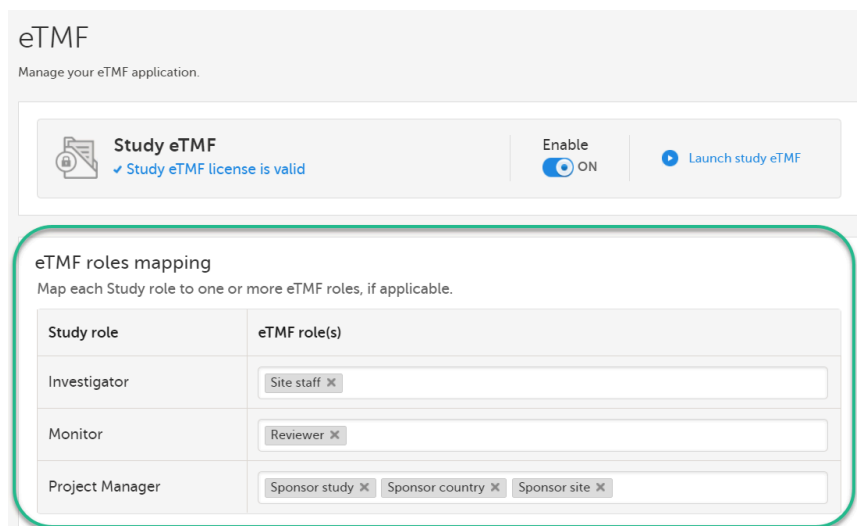 eTMF
Manage your eTMF application.
Study eTMF
✓ Study eTMF license is valid
Enable
ON
Launch study eTMF
eTMF roles mapping
Map each Study role to one or more eTMF roles, if applicable.
Study role eTMF role(s)
Investigator Site staff ×
Monitor Reviewer ×
Project Manager Sponsor study × Sponsor country × Sponsor site ×